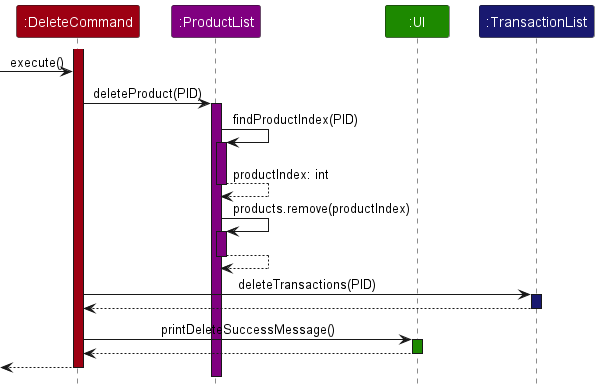 :DeleteCommand
:ProductList
:UI
:TransactionList
execute()
deleteProduct(PID)
findProductIndex(PID)
productIndex: int
products.remove(productIndex)
deleteTransactions(PID)
printDeleteSuccessMessage()